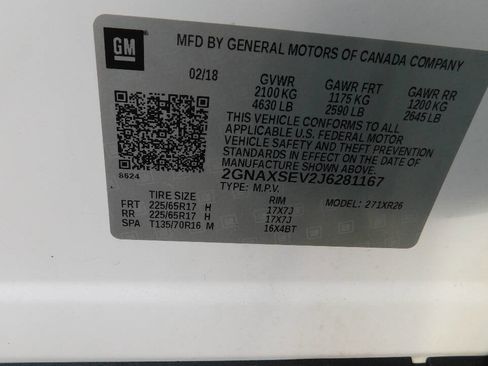 GM
MFD BY GENERAL MOTORS OF CANADA COMPANY
02/18 GVWR GAWR FRT GAWR RR
2100 KG 1175 KG 1200 KG
4630 LB 2590 LB 2645 LB
THIS VEHICLE CONFORMS TO ALL
APPLICABLE U.S. FEDERAL MOTOR
VEHICLE SAFETY AND THEFT PREVENTION
STANDARDS IN EFFECT ON THE DATE OF
MANUFACTURE SHOWN ABOVE.
8624 2GNAXSEV2J6281167
TYPE: M.P.V. MODEL: 271XR26
TIRE SIZE RIM
FRT 225/65R17 H 17X7J
RR 225/65R17 H 17X7J
SPA T135/70R16 M 16X4BT